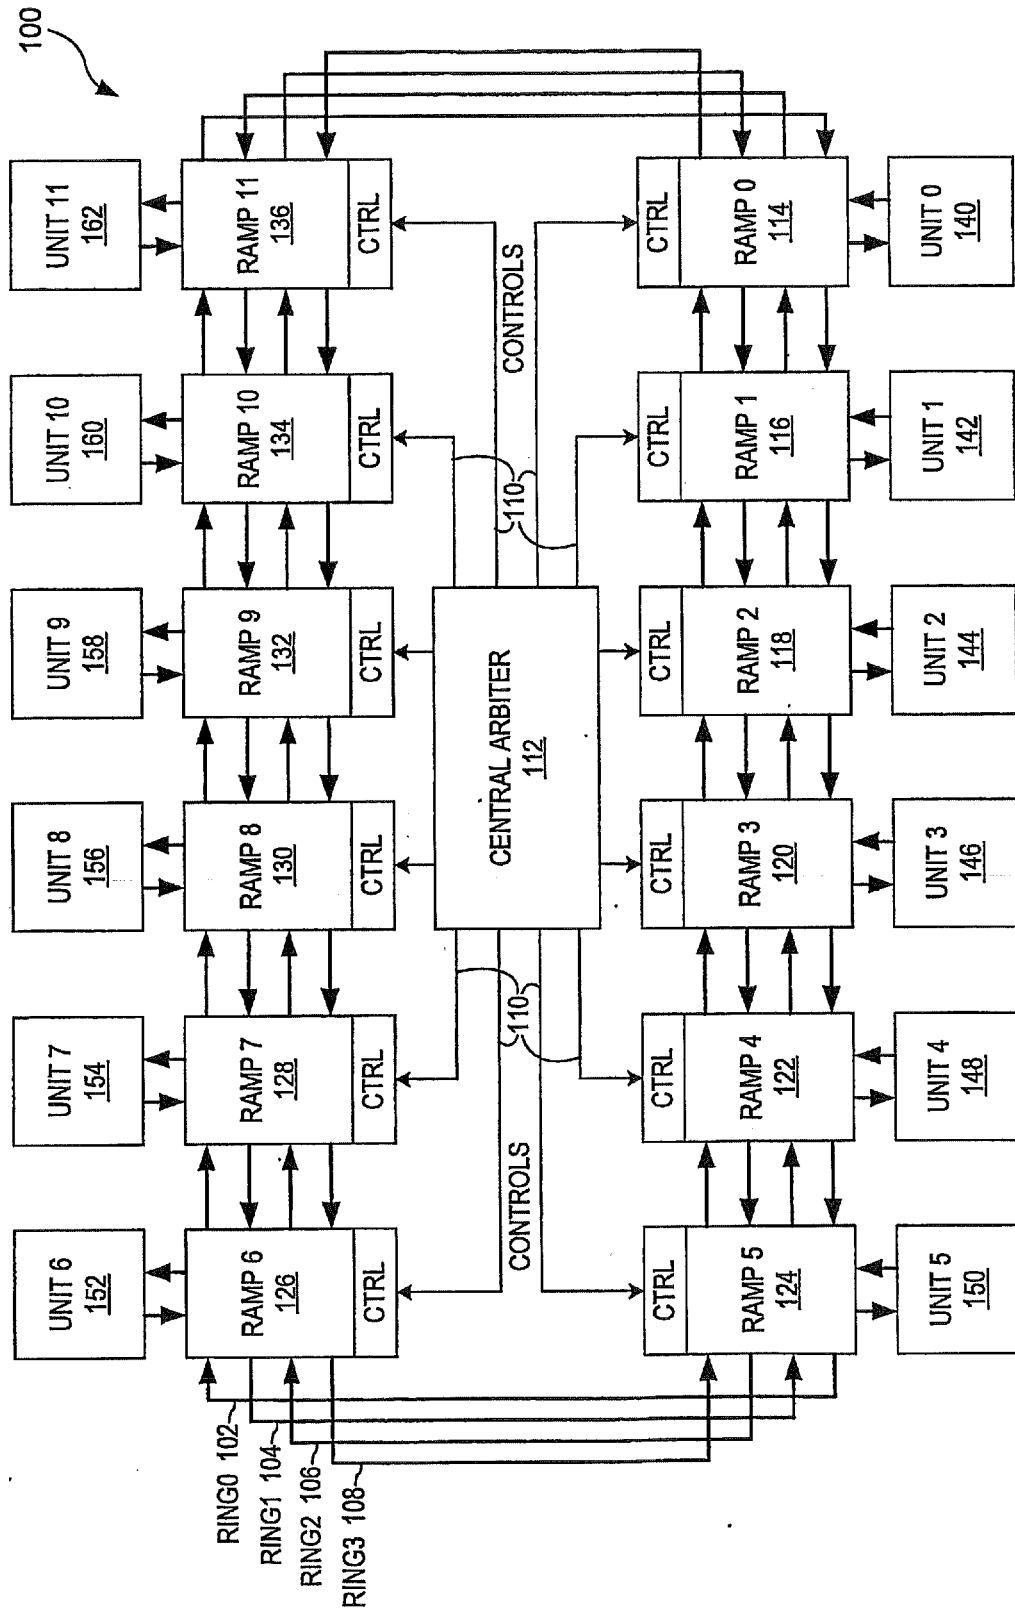 100
UNIT 6
152
UNIT 7
154
UNIT 8
156
UNIT 9
158
UNIT 10
160
UNIT 11
162
RAMP 6
126
CTRL
RAMP 7
128
CTRL
RAMP 8
130
CTRL
RAMP 9
132
CTRL
RAMP 10
134
CTRL
RAMP 11
136
CTRL
RING0 102
RING1 104
RING2 106
RING3 108
CONTROLS
110
CENTRAL ARBITER
112
110
CONTROLS
CTRL
RAMP 5
124
CTRL
RAMP 4
122
CTRL
RAMP 3
120
CTRL
RAMP 2
118
CTRL
RAMP 1
116
CTRL
RAMP 0
114
UNIT 5
150
UNIT 4
148
UNIT 3
146
UNIT 2
144
UNIT 1
142
UNIT 0
140